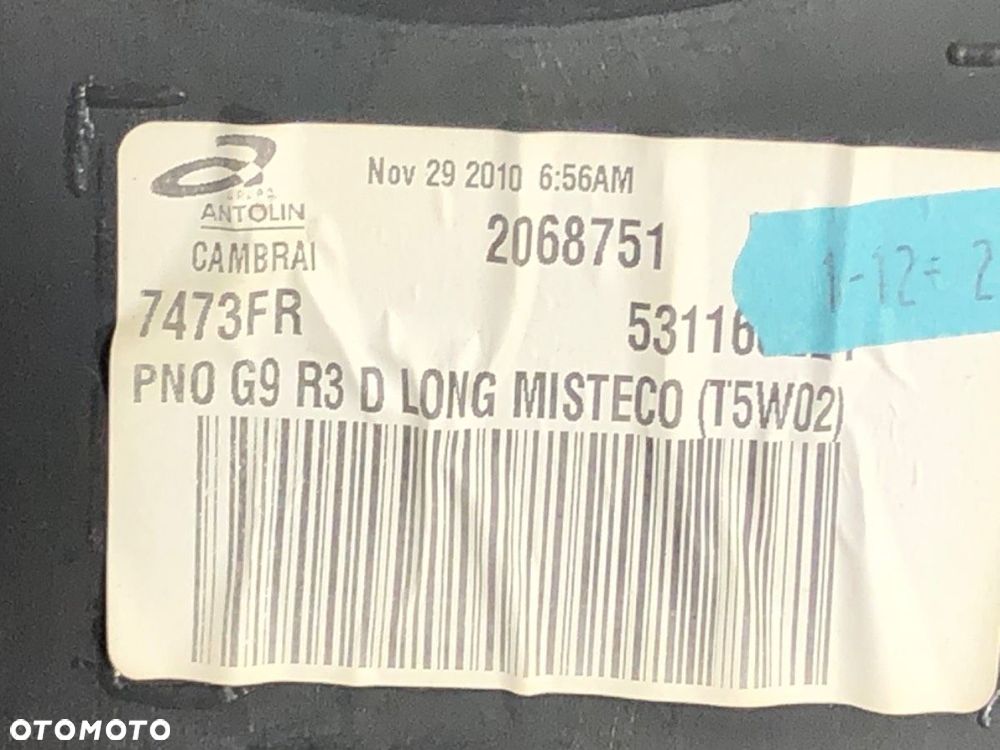 GRUPO
ANTOLIN
CAMBRAI
Nov 29 2010 6:56AM
2068751
7473FR
PNO G9 R3 D LONG MISTECO (T5W02)
1-12= 2
OTOMOTO